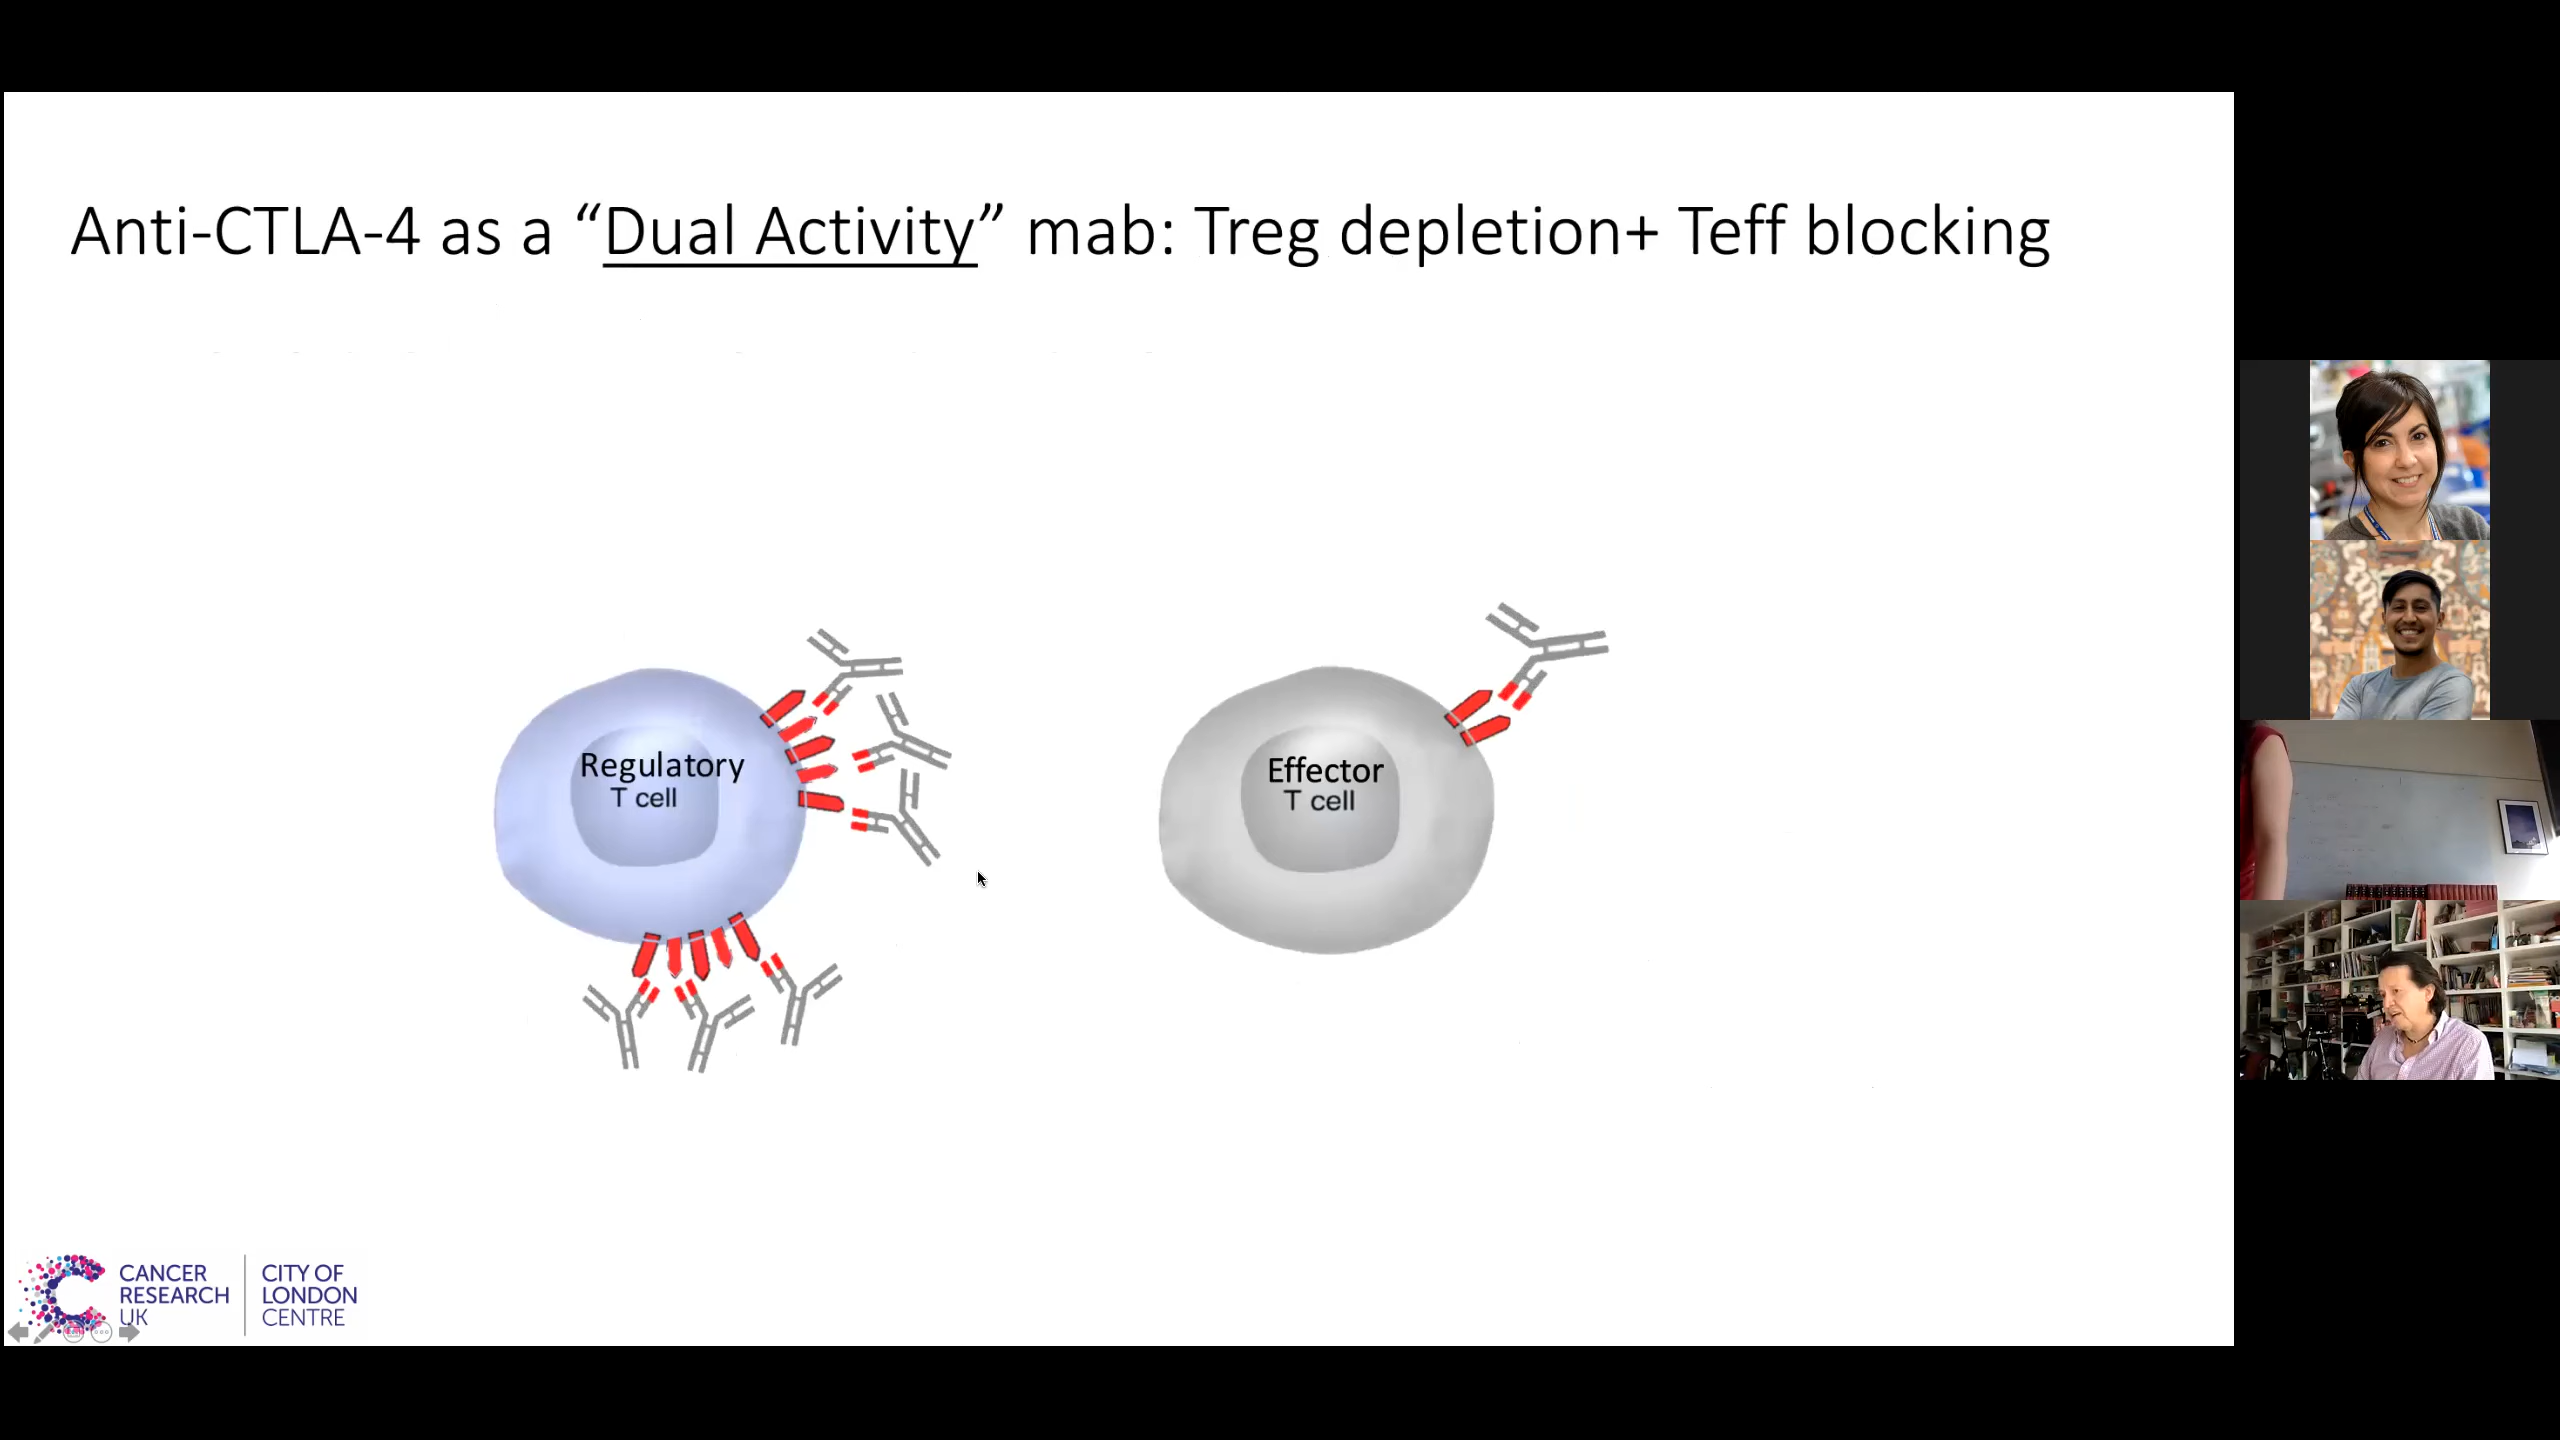 Anti-CTLA-4 as a “Dual Activity” mab: Treg depletion+ Teff blocking
Regulatory
T cell
Effector
T cell
CANCER
RESEARCH
UK
CITY OF
LONDON
CENTRE